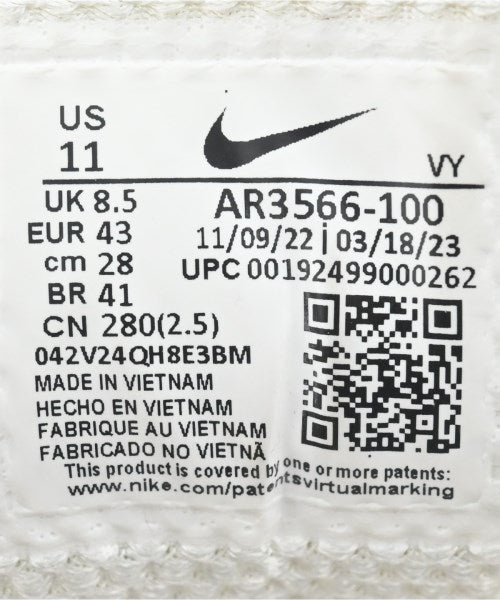 US
11
VY
UK 8.5
EUR 43
cm 28
BR 41
CN 280(2.5)
AR3566-100
11/09/22 | 03/18/23
UPC 00192499000262
042V24QH8E3BM
MADE IN VIETNAM
HECHO EN VIETNAM
FABRIQUE AU VIETNAM
FABRICADO NO VIETNÃ
This product is covered by one or more patents:
www.nike.com/patentsvirtualmarking